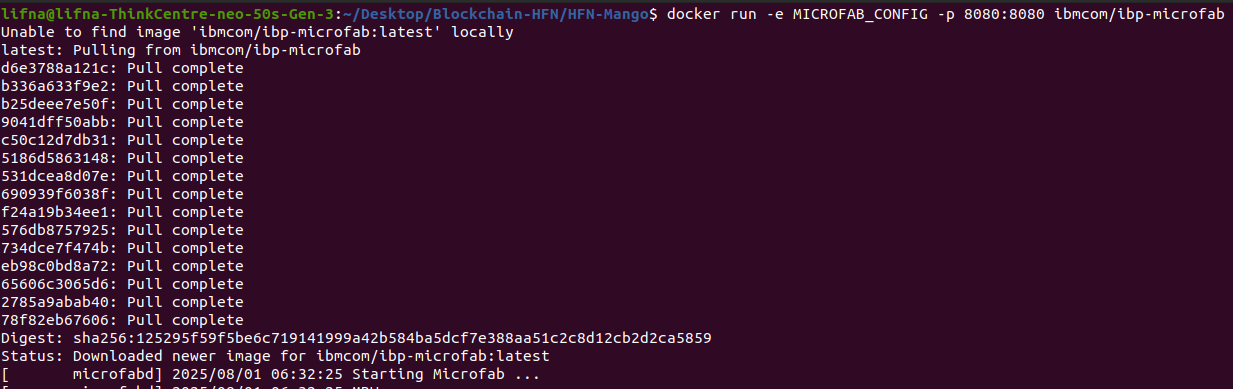 lifna@lifna-ThinkCentre-neo-50s-Gen-3:~/Desktop/Blockchain-HFN/HFN-Mango$ docker run -e MICROFAB_CONFIG -p 8080:8080 ibmcom/ibp-microfab
Unable to find image 'ibmcom/ibp-microfab:latest' locally
latest: Pulling from ibmcom/ibp-microfab
d6e3788a121c: Pull complete
b336a633f9e2: Pull complete
b25deee7e50f: Pull complete
9041dff50abb: Pull complete
c50c12d7db31: Pull complete
5186d5863148: Pull complete
531dcea8d07e: Pull complete
690939f6038f: Pull complete
f24a19b34ee1: Pull complete
576db8757925: Pull complete
734dce7f474b: Pull complete
eb98c0bd8a72: Pull complete
65606c3065d6: Pull complete
2785a9abab40: Pull complete
78f82eb67606: Pull complete
Digest: sha256:125295f59f5be6c719141999a42b584ba5dcf7e388aa51c2c8d12cb2d2ca5859
Status: Downloaded newer image for ibmcom/ibp-microfab:latest
[       microfabd] 2025/08/01 06:32:25 Starting Microfab ...